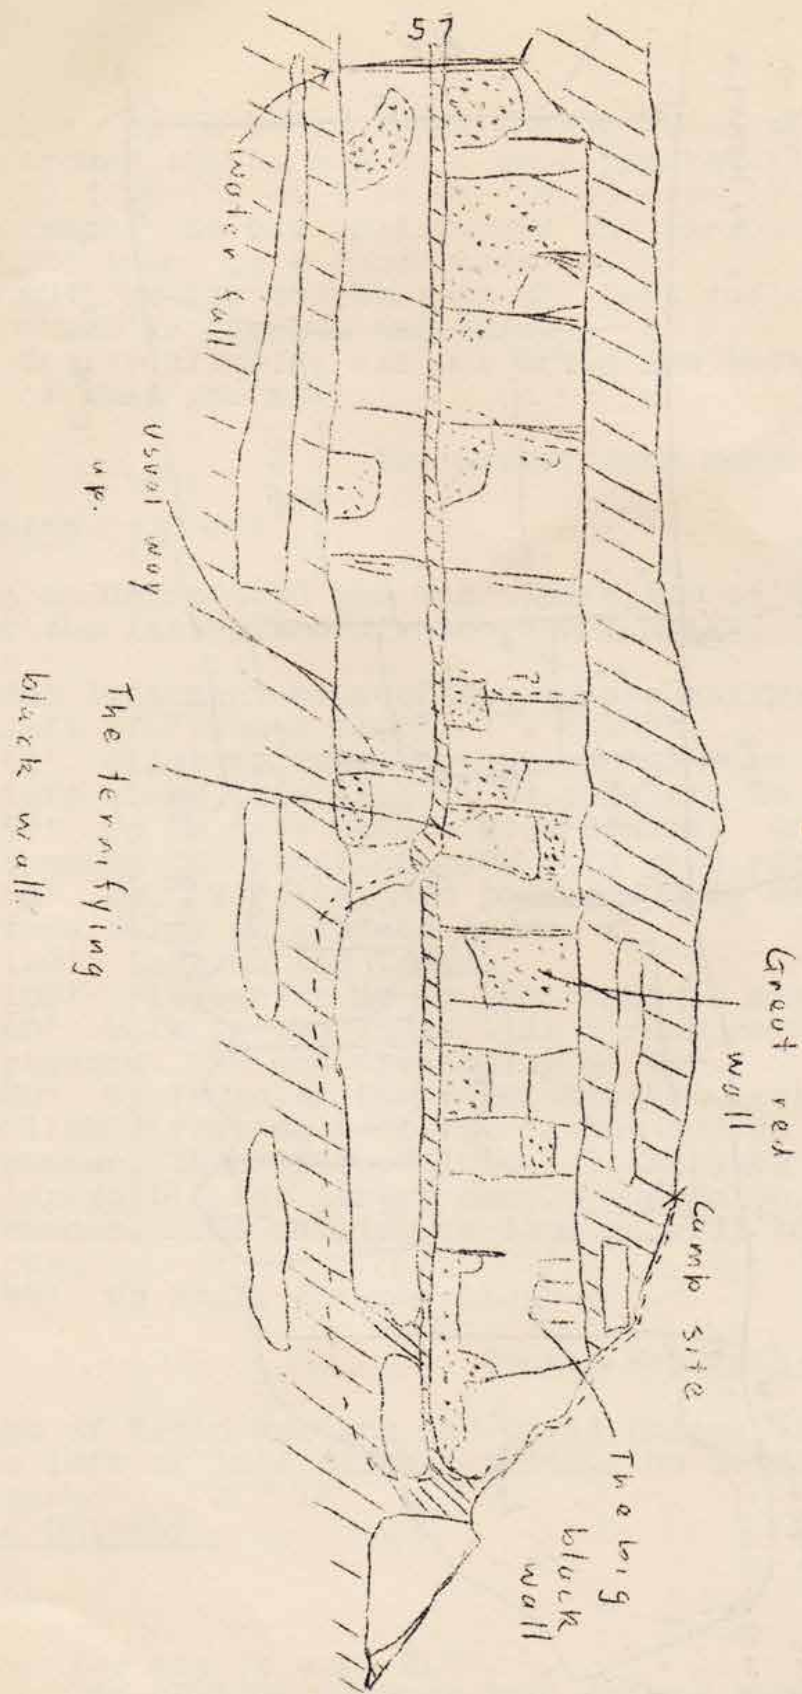 57
Water fall
Usual way
up.
The terrifying
black wall.
Great red
wall
Camp site
The big
black
wall
?
?